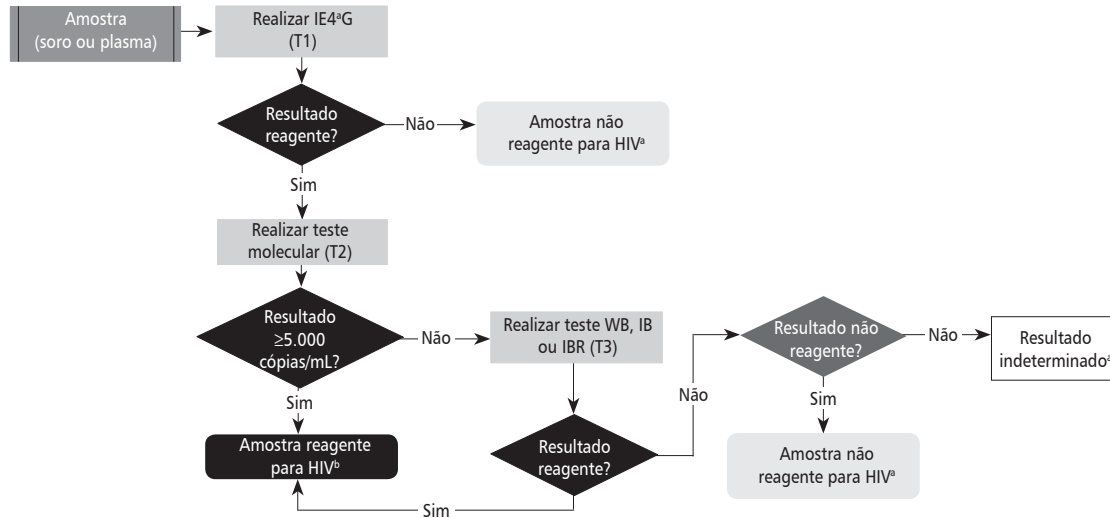 Amostra
(soro ou plasma)
Realizar IE4ªG
(T1)
Resultado
reagente?
Não
Amostra não
reagente para HIVª
Sim
Realizar teste
molecular (T2)
Resultado
≥5.000
cópias/mL?
Não
Realizar teste WB, IB
ou IBR (T3)
Resultado não
reagente?
Não
Resultado
indeterminadoª
Sim
Não
Sim
Amostra reagente
para HIVᵇ
Resultado
reagente?
Amostra não
reagente para HIVª
Sim